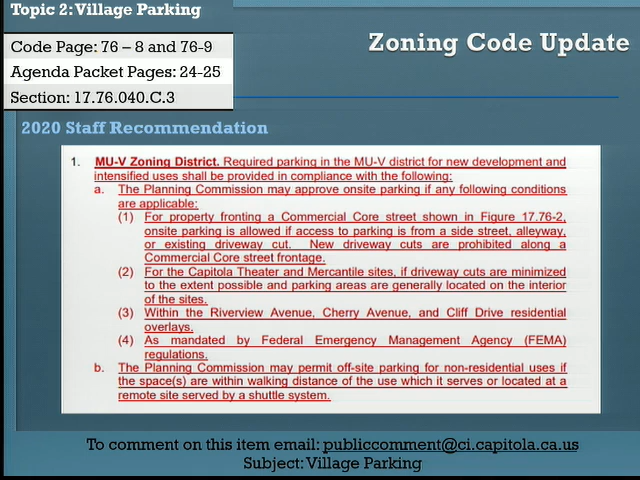 Topic 2: Village Parking
Code Page: 76 – 8 and 76-9
Agenda Packet Pages: 24-25
Section: 17.76.040.C.3
Zoning Code Update
2020 Staff Recommendation
1. MU-V Zoning District. Required parking in the MU-V district for new development and
intensified uses shall be provided in compliance with the following:
a. The Planning Commission may approve onsite parking if any following conditions
are applicable:
(1) For property fronting a Commercial Core street shown in Figure 17.76-2,
onsite parking is allowed if access to parking is from a side street, alleyway,
or existing driveway cut. New driveway cuts are prohibited along a
Commercial Core street frontage.
(2) For the Capitola Theater and Mercantile sites, if driveway cuts are minimized
to the extent possible and parking areas are generally located on the interior
of the sites.
(3) Within the Riverview Avenue, Cherry Avenue, and Cliff Drive residential
overlays.
(4) As mandated by Federal Emergency Management Agency (FEMA)
regulations.
b. The Planning Commission may permit off-site parking for non-residential uses if
the space(s) are within walking distance of the use which it serves or located at a
remote site served by a shuttle system.
To comment on this item email: publiccomment@ci.capitola.ca.us
Subject: Village Parking